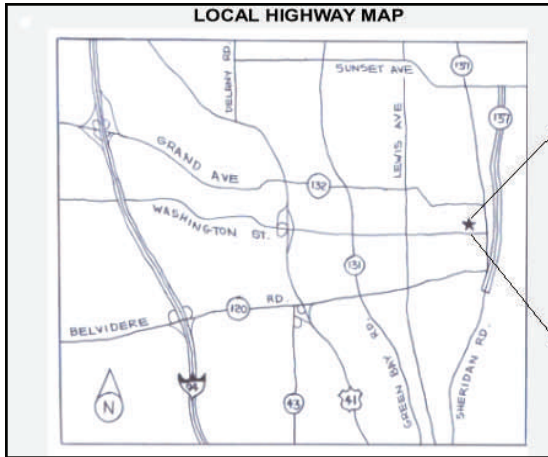 LOCAL HIGHWAY MAP
DELANY RD
SUNSET AVE
137
137
LEWIS AVE
GRAND AVE
132
WASHINGTON ST.
131
BELVIDERE RD.
120
94
N
43
41
GREEN BAY RD
SHERIDAN RD.